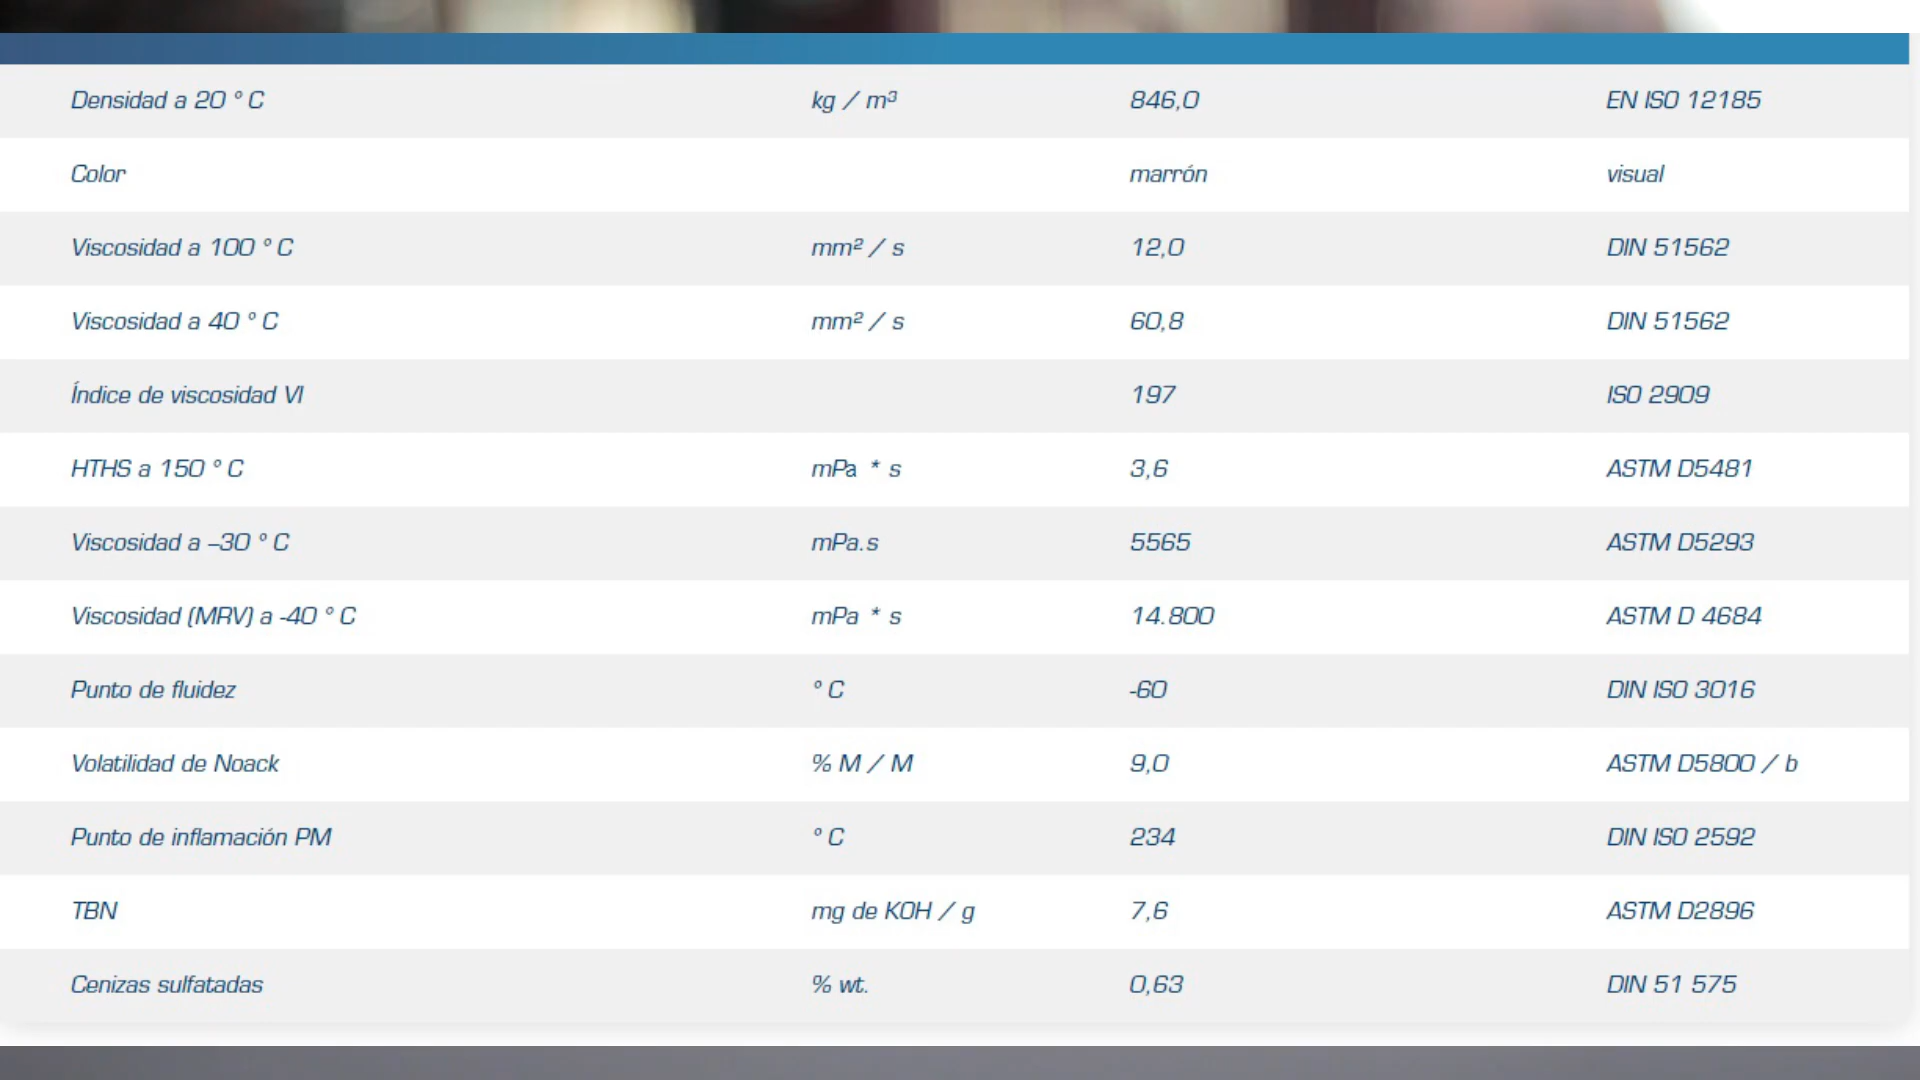 Densidad a 20 ° C kg / m³ 846,0 EN ISO 12185
Color marrón visual
Viscosidad a 100 ° C mm² / s 12,0 DIN 51562
Viscosidad a 40 ° C mm² / s 60,8 DIN 51562
Índice de viscosidad VI 197 ISO 2909
HTHS a 150 ° C mPa * s 3,6 ASTM D5481
Viscosidad a –30 ° C mPa.s 5565 ASTM D5293
Viscosidad (MRV) a -40 ° C mPa * s 14.800 ASTM D 4684
Punto de fluidez ° C -60 DIN ISO 3016
Volatilidad de Noack % M / M 9,0 ASTM D5800 / b
Punto de inflamación PM ° C 234 DIN ISO 2592
TBN mg de KOH / g 7,6 ASTM D2896
Cenizas sulfatadas % wt. 0,63 DIN 51 575